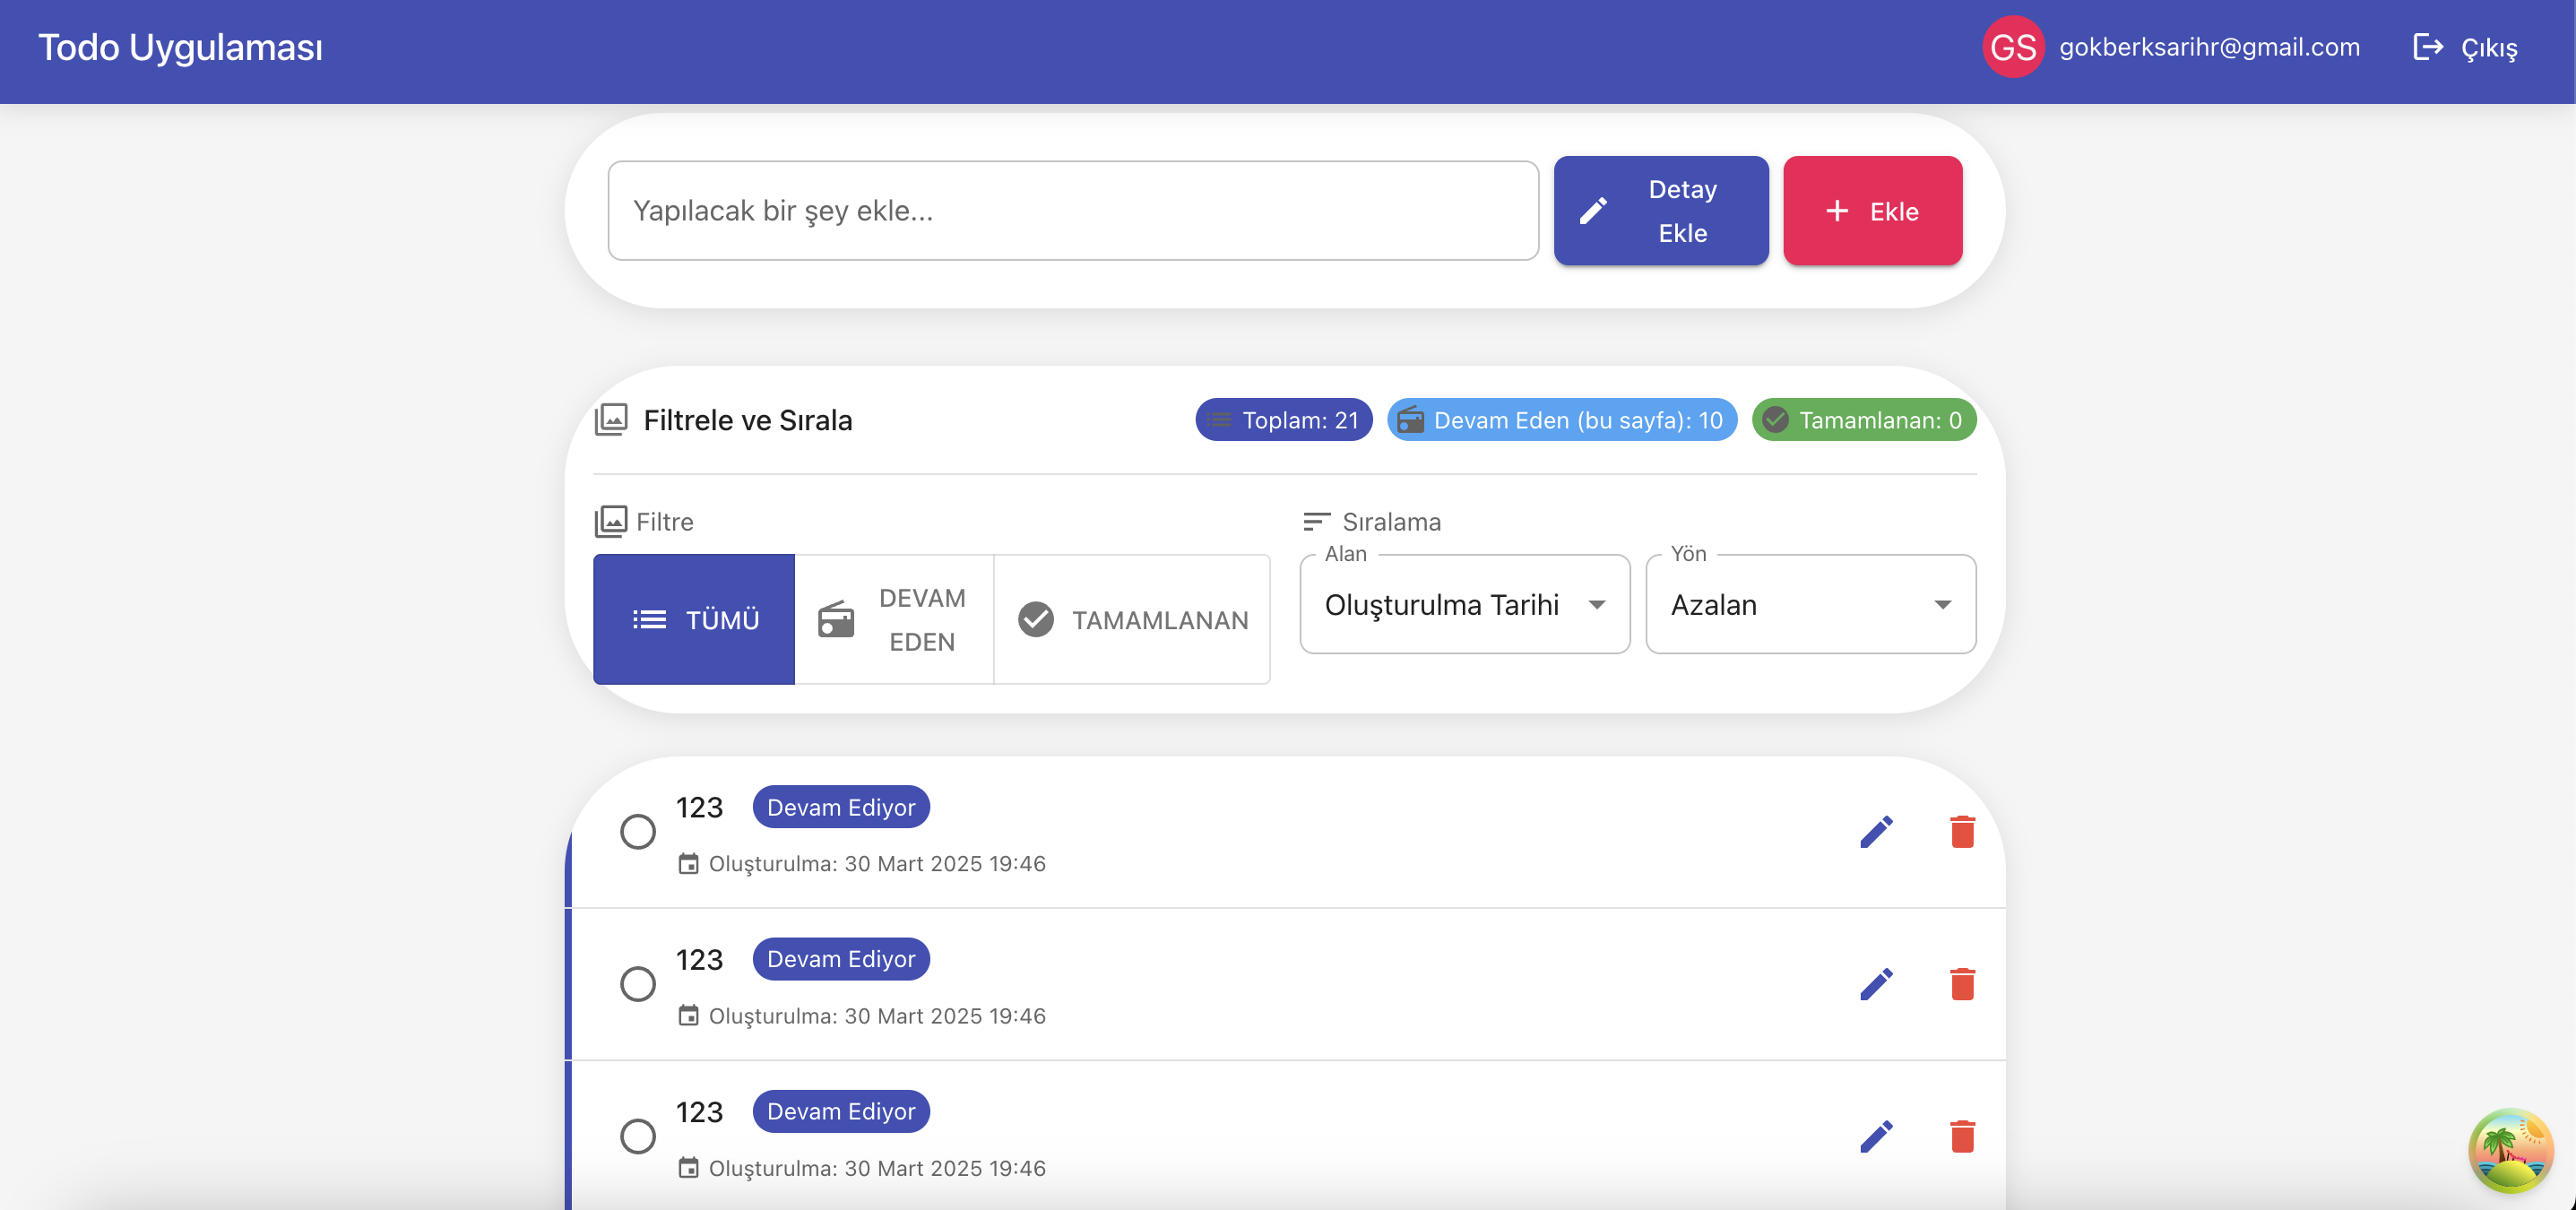 Todo Uygulaması
GS gokberksarihr@gmail.com Çıkış
Yapılacak bir şey ekle...
Detay
Ekle
Ekle
Filtrele ve Sırala
Toplam: 21
Devam Eden (bu sayfa): 10
Tamamlanan: 0
Filtre
TÜMÜ
DEVAM
EDEN
TAMAMLANAN
Sıralama
Alan
Oluşturulma Tarihi
Yön
Azalan
123 Devam Ediyor
Oluşturulma: 30 Mart 2025 19:46
123 Devam Ediyor
Oluşturulma: 30 Mart 2025 19:46
123 Devam Ediyor
Oluşturulma: 30 Mart 2025 19:46